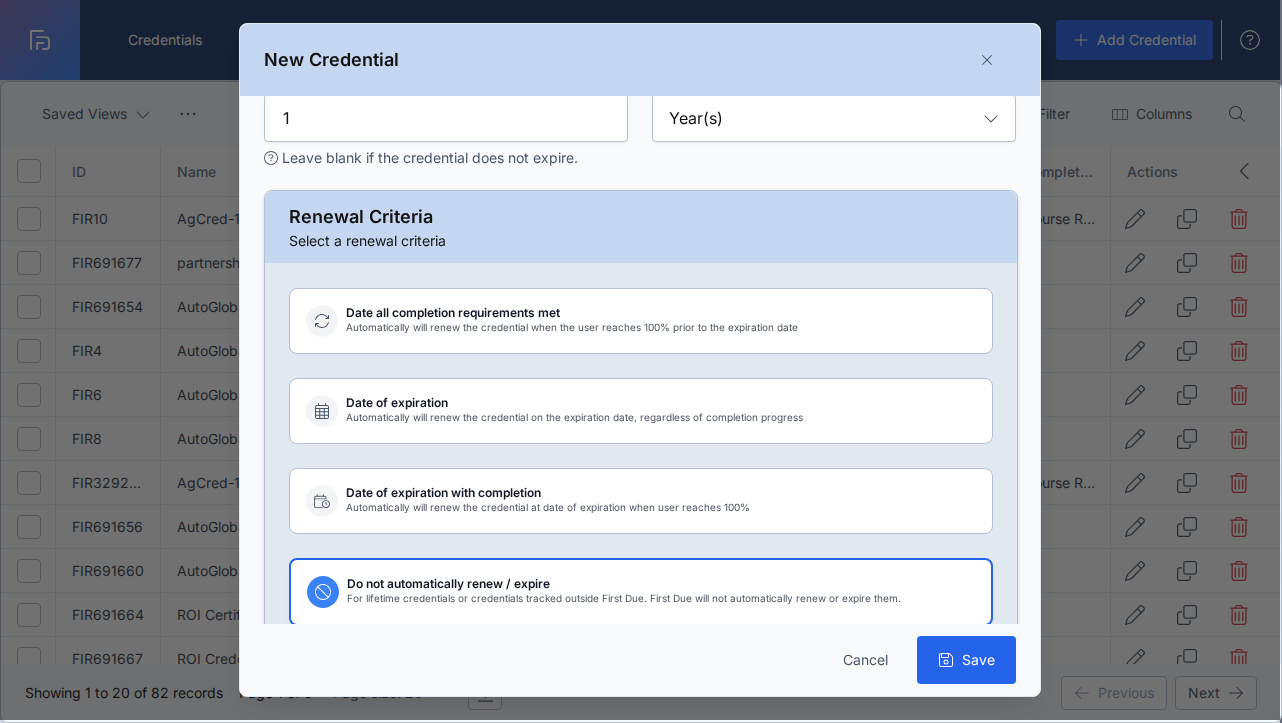 Credentials
New Credential
Add Credential
Saved Views
Filter
Columns
1
Year(s)
Leave blank if the credential does not expire.
ID
Name
Actions
Renewal Criteria
Select a renewal criteria
FIR10
AgCred-1
FIR691677
partnersh
FIR691654
FIR4
FIR6
FIR8
FIR3292...
AgCred-1
FIR691656
FIR691660
FIR691664
ROI Certif
FIR691667
ROI Crede
Date all completion requirements met
Automatically will renew the credential when the user reaches 100% prior to the expiration date
Date of expiration
Automatically will renew the credential on the expiration date, regardless of completion progress
Date of expiration with completion
Automatically will renew the credential at date of expiration when user reaches 100%
Do not automatically renew / expire
For lifetime credentials or credentials tracked outside First Due. First Due will not automatically renew or expire them.
Cancel
Save
Showing 1 to 20 of 82 records
Previous
Next